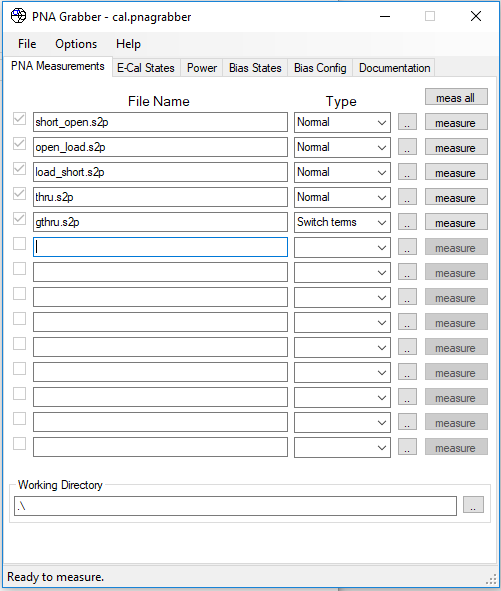 PNA Grabber - cal.pnagrabber
File Options Help
PNA Measurements E-Cal States Power Bias States Bias Config Documentation
File Name Type meas all
short_open.s2p Normal .. measure
open_load.s2p Normal .. measure
load_short.s2p Normal .. measure
thru.s2p Normal .. measure
gthru.s2p Switch terms .. measure
.. measure
.. measure
.. measure
.. measure
.. measure
.. measure
.. measure
.. measure
.. measure
Working Directory
.\ ..
Ready to measure.